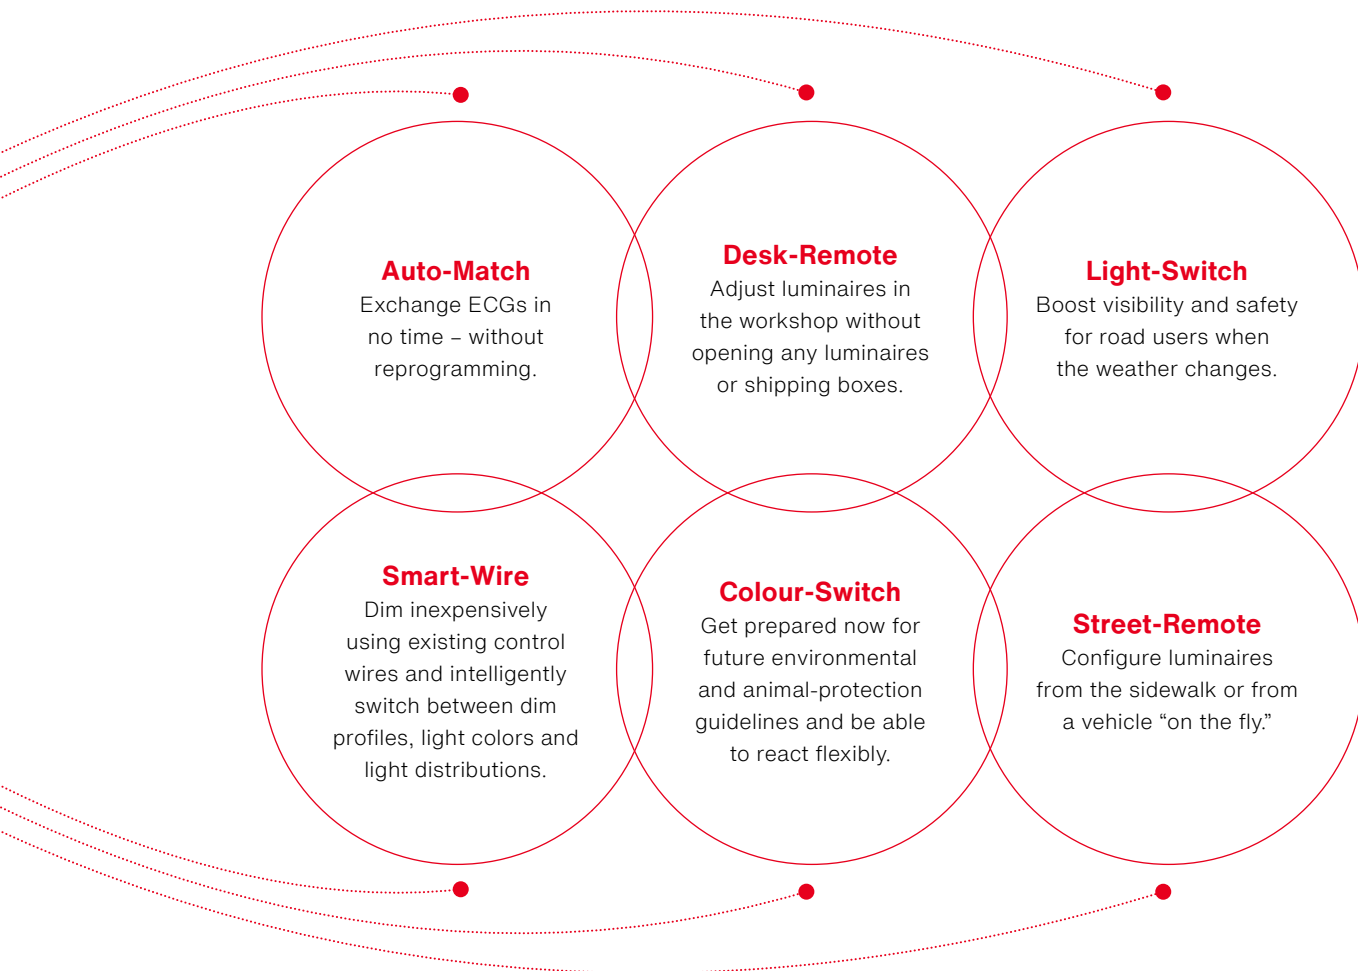 Auto-Match
Exchange ECGs in
no time – without
reprogramming.
Desk-Remote
Adjust luminaires in
the workshop without
opening any luminaires
or shipping boxes.
Light-Switch
Boost visibility and safety
for road users when
the weather changes.
Smart-Wire
Dim inexpensively
using existing control
wires and intelligently
switch between dim
profiles, light colors and
light distributions.
Colour-Switch
Get prepared now for
future environmental
and animal-protection
guidelines and be able
to react flexibly.
Street-Remote
Configure luminaires
from the sidewalk or from
a vehicle “on the fly.”